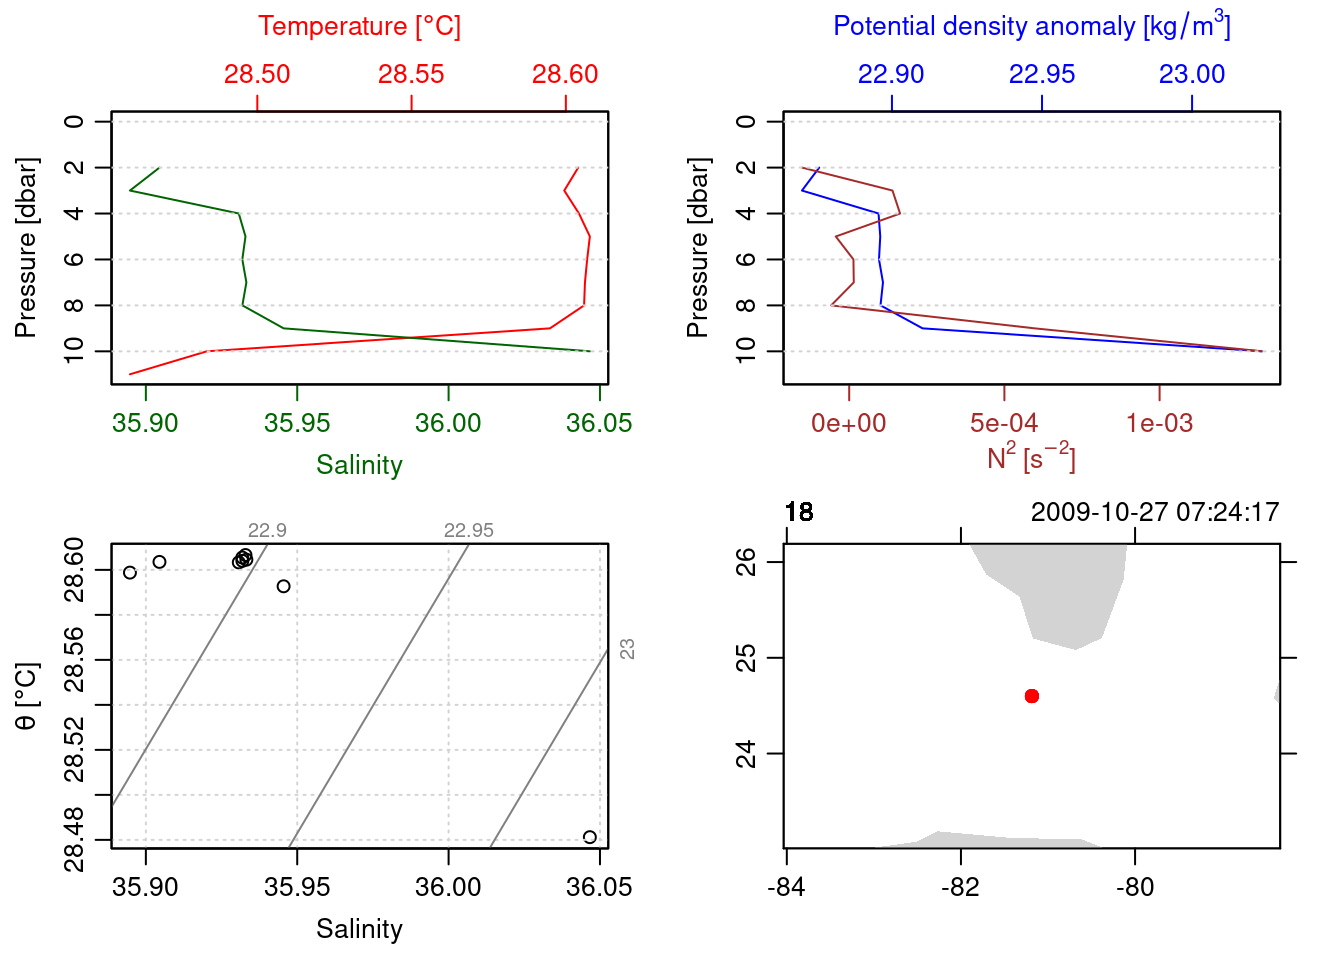 Temperature [°C]
28.50 28.55 28.60
Pressure [dbar]
0
2
4
6
8
10
35.90 35.95 36.00 36.05
Salinity
Potential density anomaly [kg/m³]
22.90 22.95 23.00
Pressure [dbar]
0
2
4
6
8
10
0e+00 5e-04 1e-03
N² [s⁻²]
22.9 22.95
23
θ [°C]
28.60
28.56
28.52
28.48
35.90 35.95 36.00 36.05
Salinity
18 2009-10-27 07:24:17
26
25
24
-84 -82 -80